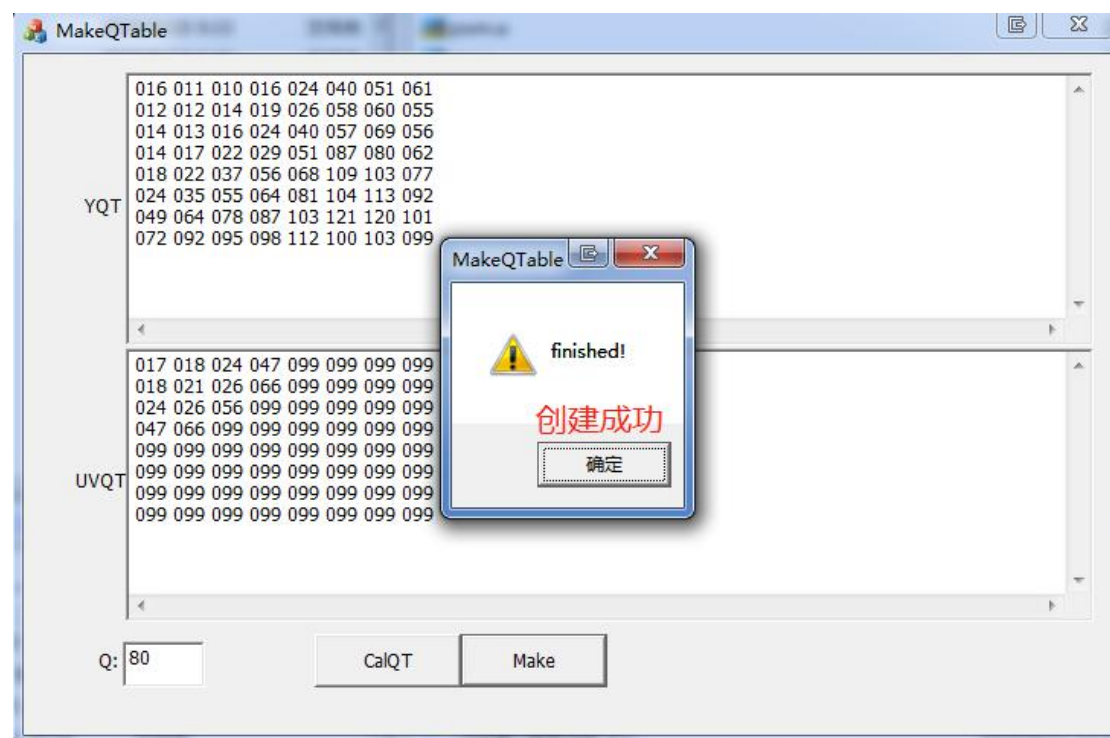 MakeQTable
YQT
016 011 010 016 024 040 051 061
012 012 014 019 026 058 060 055
014 013 016 024 040 057 069 056
014 017 022 029 051 087 080 062
018 022 037 056 068 109 103 077
024 035 055 064 081 104 113 092
049 064 078 087 103 121 120 101
072 092 095 098 112 100 103 099
MakeQTable
finished!
创建成功
确定
UVQT
017 018 024 047 099 099 099 099
018 021 026 066 099 099 099 099
024 026 056 099 099 099 099 099
047 066 099 099 099 099 099 099
099 099 099 099 099 099 099 099
099 099 099 099 099 099 099 099
099 099 099 099 099 099 099 099
099 099 099 099 099 099 099 099
Q: 80 CalQT Make